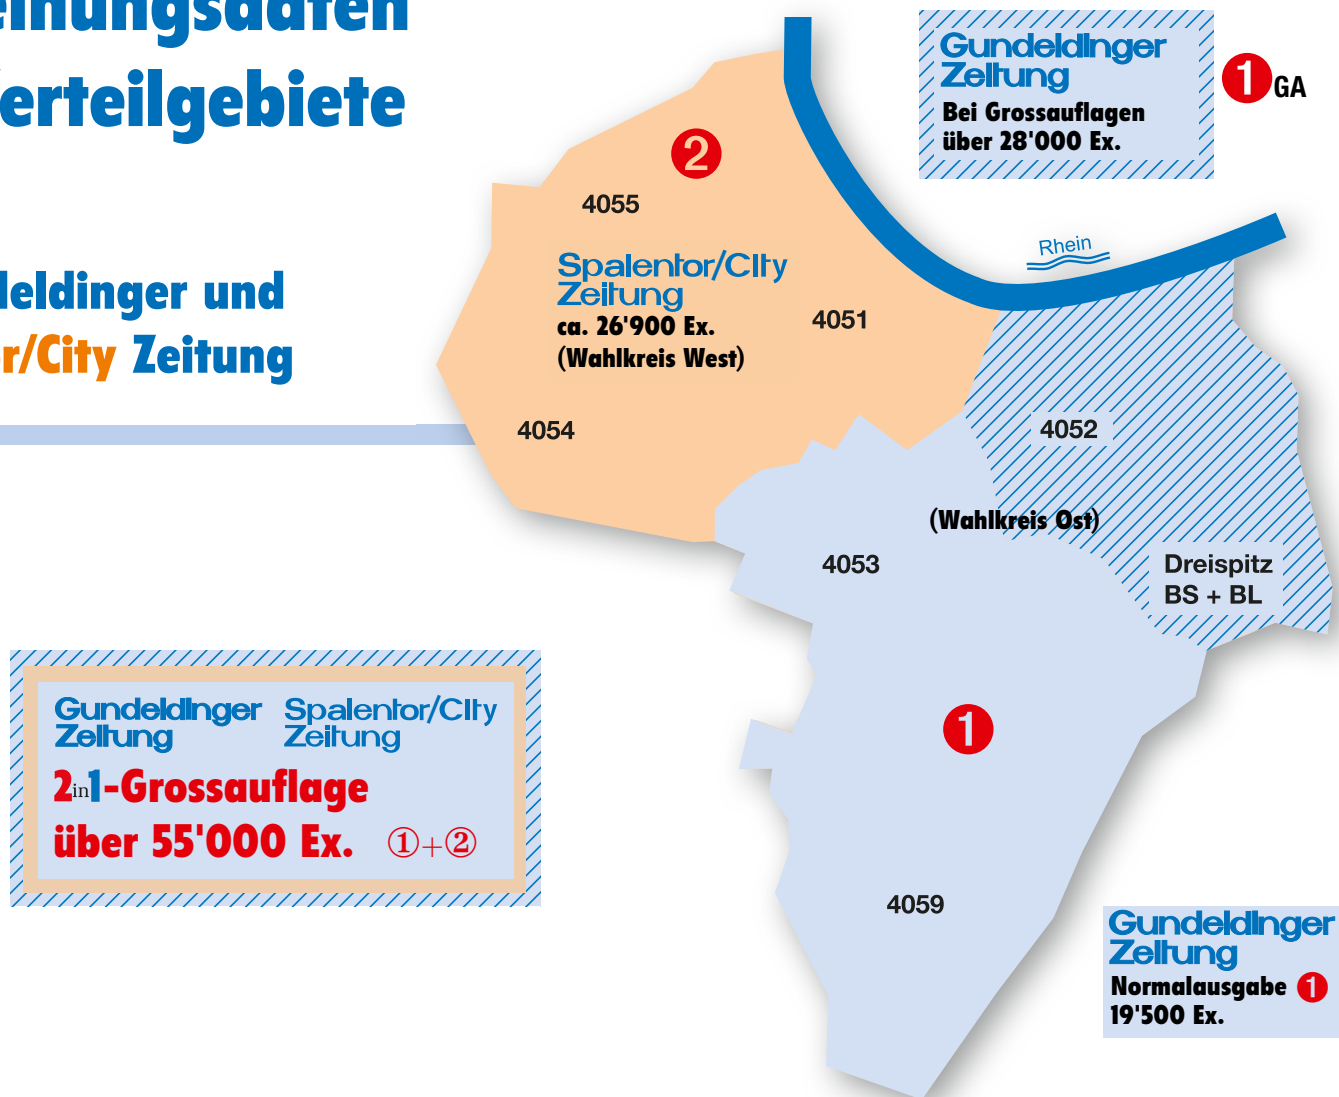 einungsdaten
erteilgebiete
deldinger und
r/City Zeitung
Gundeldinger
Zeitung
Bei Grossauflagen
über 28'000 Ex.
1 GA
2
4055
Rhein
Spalentor/City
Zeitung
ca. 26'900 Ex.
(Wahlkreis West)
4051
4054
4052
(Wahlkreis Ost)
4053
Dreispitz
BS + BL
Gundeldinger Zeitung
Spalentor/City Zeitung
2in1-Grossauflage
über 55'000 Ex. ①+②
1
4059
Gundeldinger
Zeitung
Normalausgabe 1
19'500 Ex.